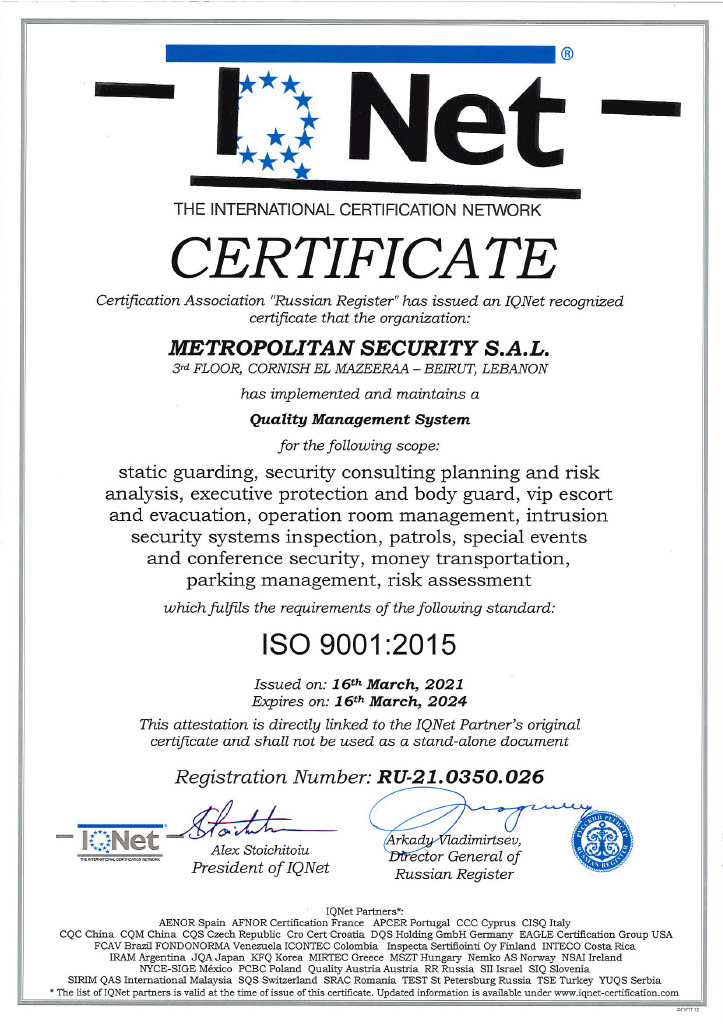 IQ Net ®
THE INTERNATIONAL CERTIFICATION NETWORK
CERTIFICATE
Certification Association "Russian Register" has issued an IQNet recognized
certificate that the organization:
METROPOLITAN SECURITY S.A.L.
3rd FLOOR, CORNISH EL MAZEERAA – BEIRUT, LEBANON
has implemented and maintains a
Quality Management System
for the following scope:
static guarding, security consulting planning and risk
analysis, executive protection and body guard, vip escort
and evacuation, operation room management, intrusion
security systems inspection, patrols, special events
and conference security, money transportation,
parking management, risk assessment
which fulfils the requirements of the following standard:
ISO 9001:2015
Issued on: 16th March, 2021
Expires on: 16th March, 2024
This attestation is directly linked to the IQNet Partner's original
certificate and shall not be used as a stand-alone document
Registration Number: RU-21.0350.026
IQNet ®
THE INTERNATIONAL CERTIFICATION NETWORK
Alex Stoichitoiu
President of IQNet
Arkady Vladimirtsev,
Director General of
Russian Register
РУССКИЙ РЕГИСТР
RUSSIAN REGISTER
IQNet Partners*:
AENOR Spain AFNOR Certification France APCER Portugal CCC Cyprus CISQ Italy
CQC China CQM China CQS Czech Republic Cro Cert Croatia DQS Holding GmbH Germany EAGLE Certification Group USA
FCAV Brazil FONDONORMA Venezuela ICONTEC Colombia Inspecta Sertifiointi Oy Finland INTECO Costa Rica
IRAM Argentina JQA Japan KFQ Korea MIRTEC Greece MSZT Hungary Nemko AS Norway NSAI Ireland
NYCE-SIGE México PCBC Poland Quality Austria Austria RR Russia SII Israel SIQ Slovenia
SIRIM QAS International Malaysia SQS Switzerland SRAC Romania TEST St Petersburg Russia TSE Turkey YUQS Serbia
* The list of IQNet partners is valid at the time of issue of this certificate. Updated information is available under www.iqnet-certification.com